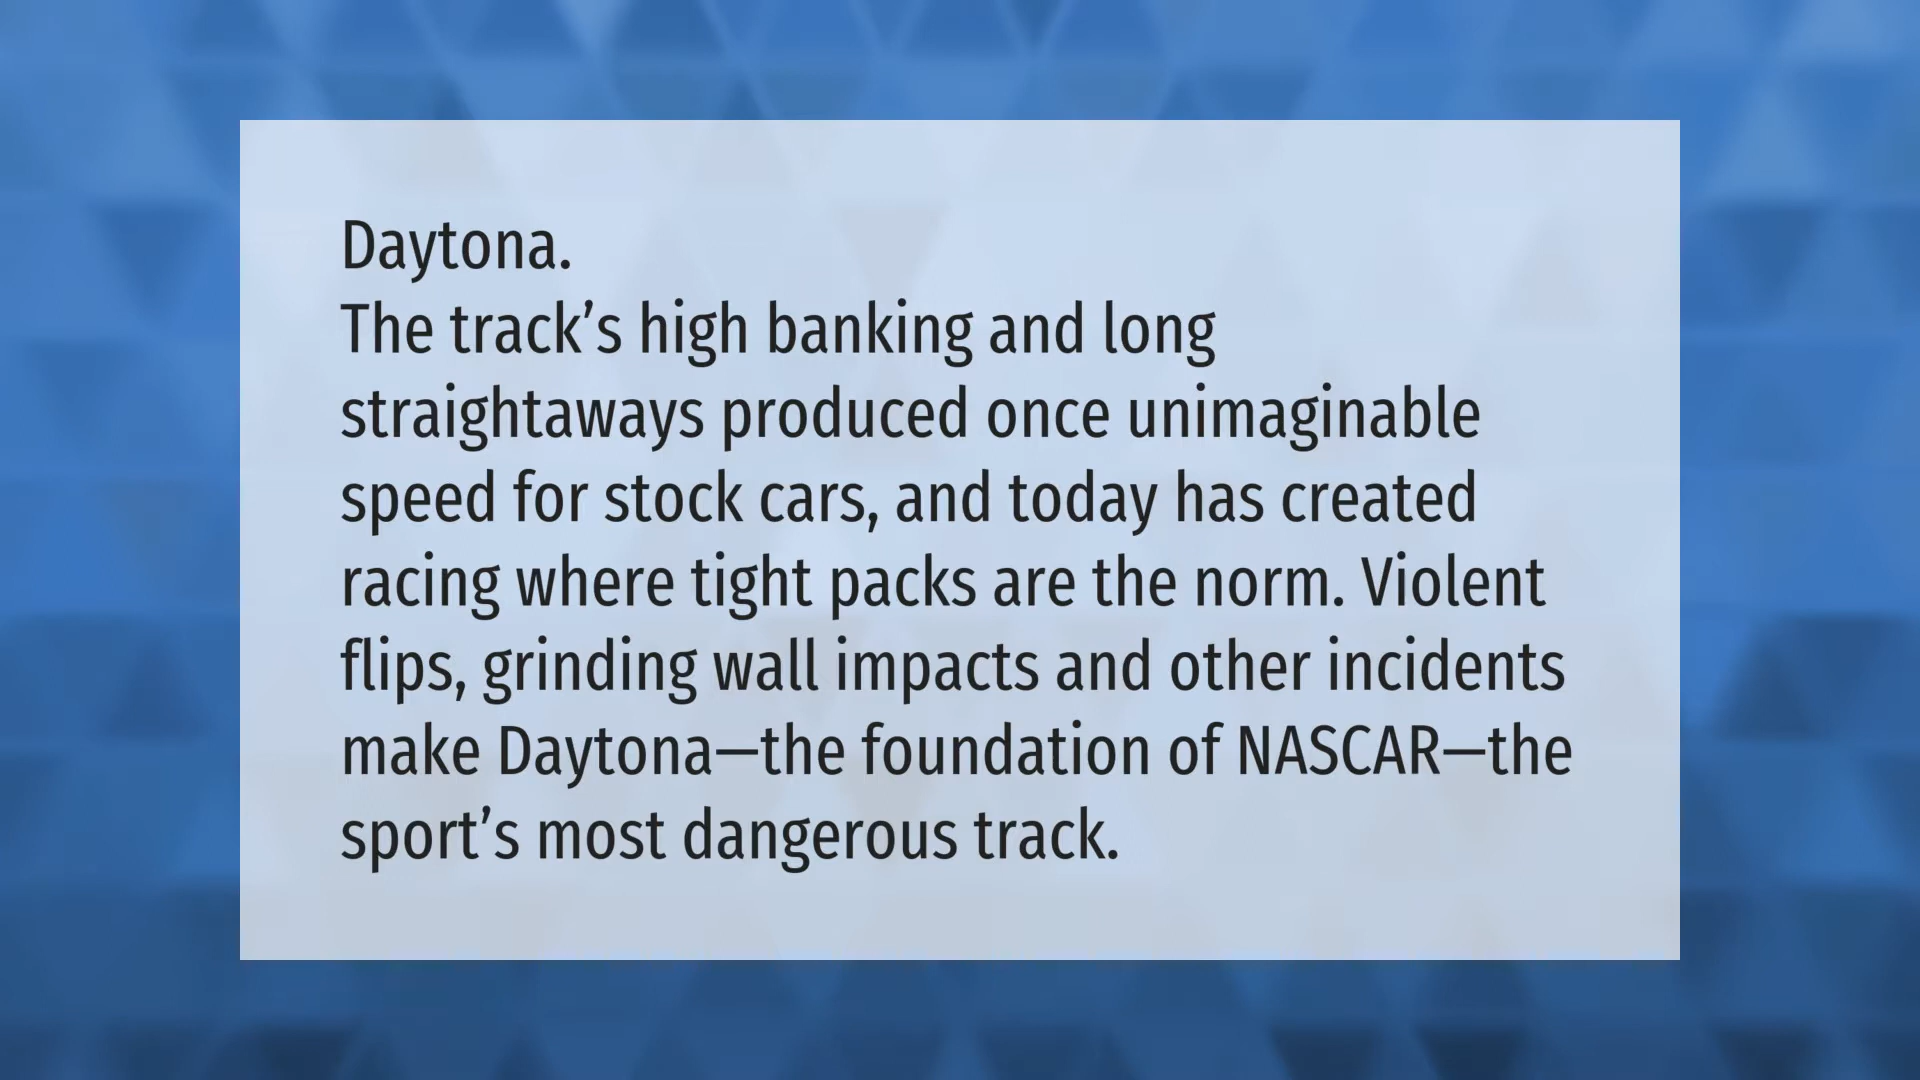 Daytona.
The track’s high banking and long
straightaways produced once unimaginable
speed for stock cars, and today has created
racing where tight packs are the norm. Violent
flips, grinding wall impacts and other incidents
make Daytona—the foundation of NASCAR—the
sport’s most dangerous track.